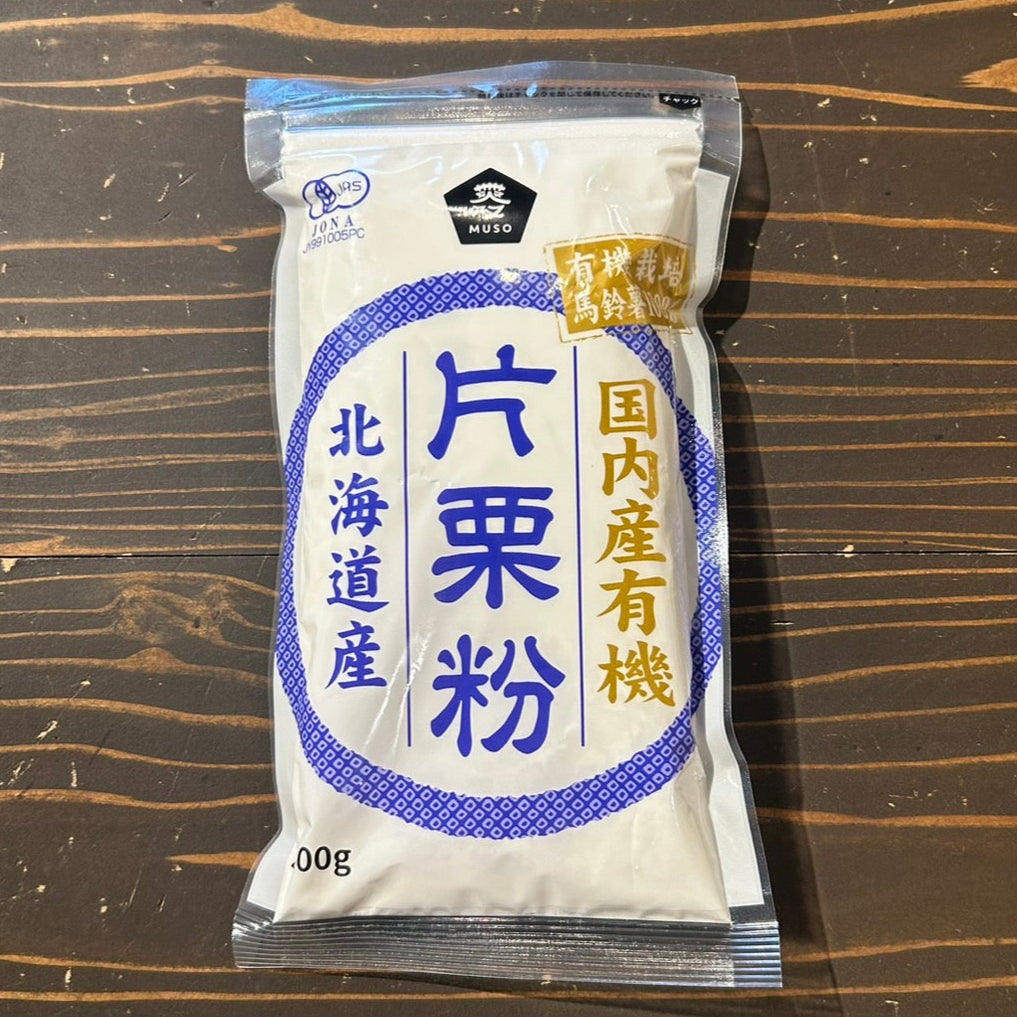 チャック
JAS
JONA
JY991005PC
MUSO
有機栽培
馬鈴薯100%
国内産有機
片栗粉
北海道産
00g